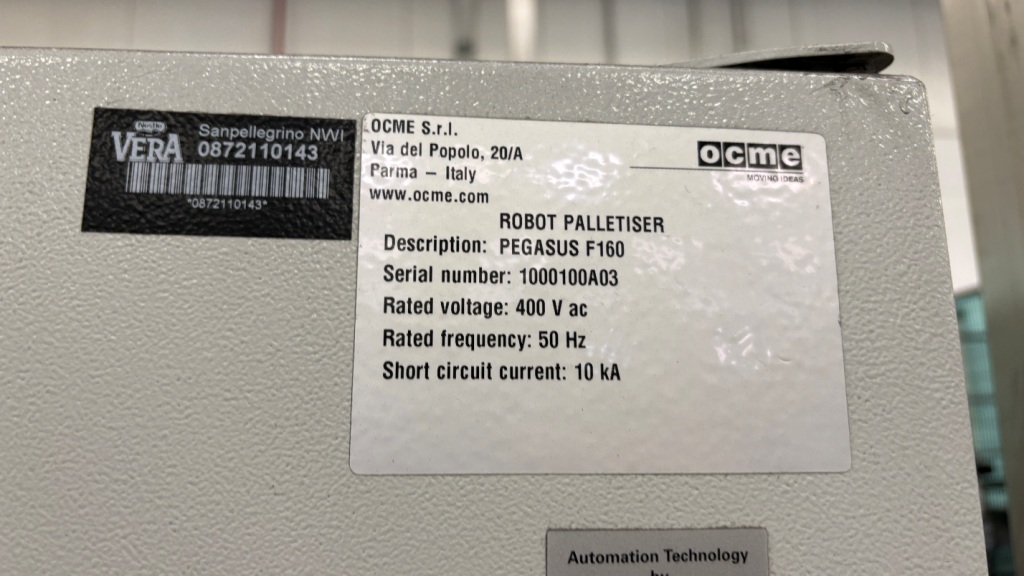 Nestlé
VERA
Sanpellegrino NWI
0872110143
*0872110143*
OCME S.r.l.
Via del Popolo, 20/A
Parma – Italy
www.ocme.com
ocme
MOVING IDEAS
ROBOT PALLETISER
Description: PEGASUS F160
Serial number: 1000100A03
Rated voltage: 400 V ac
Rated frequency: 50 Hz
Short circuit current: 10 kA
Automation Technology
by